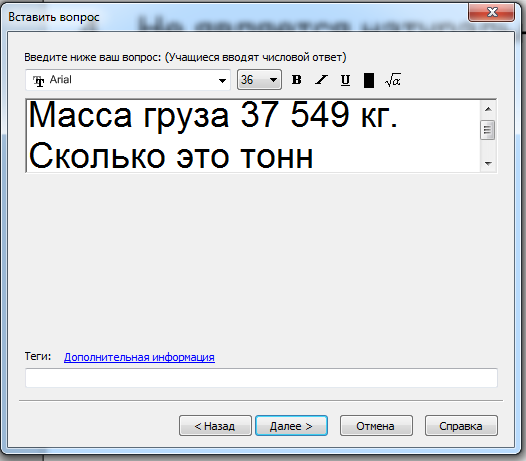 Вставить вопрос
Введите ниже ваш вопрос: (Учащиеся вводят числовой ответ)
Arial
36
B I U √α
Масса груза 37 549 кг.
Сколько это тонн
Теги: Дополнительная информация
< Назад Далее > Отмена Справка